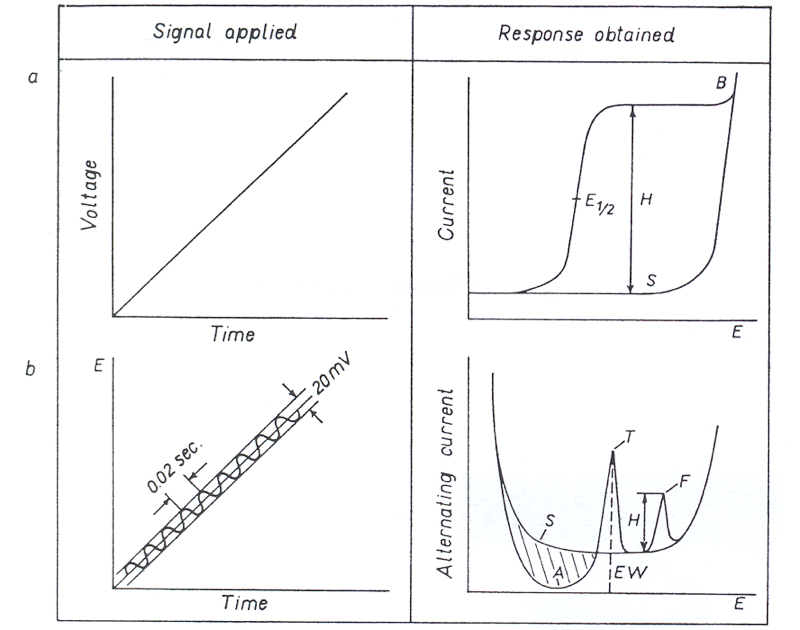 Signal applied
Response obtained
a
Voltage
Time
Current
B
E1/2
H
S
E
b
E
0.02 sec.
20mV
Time
Alternating current
T
F
H
S
A
EW
E